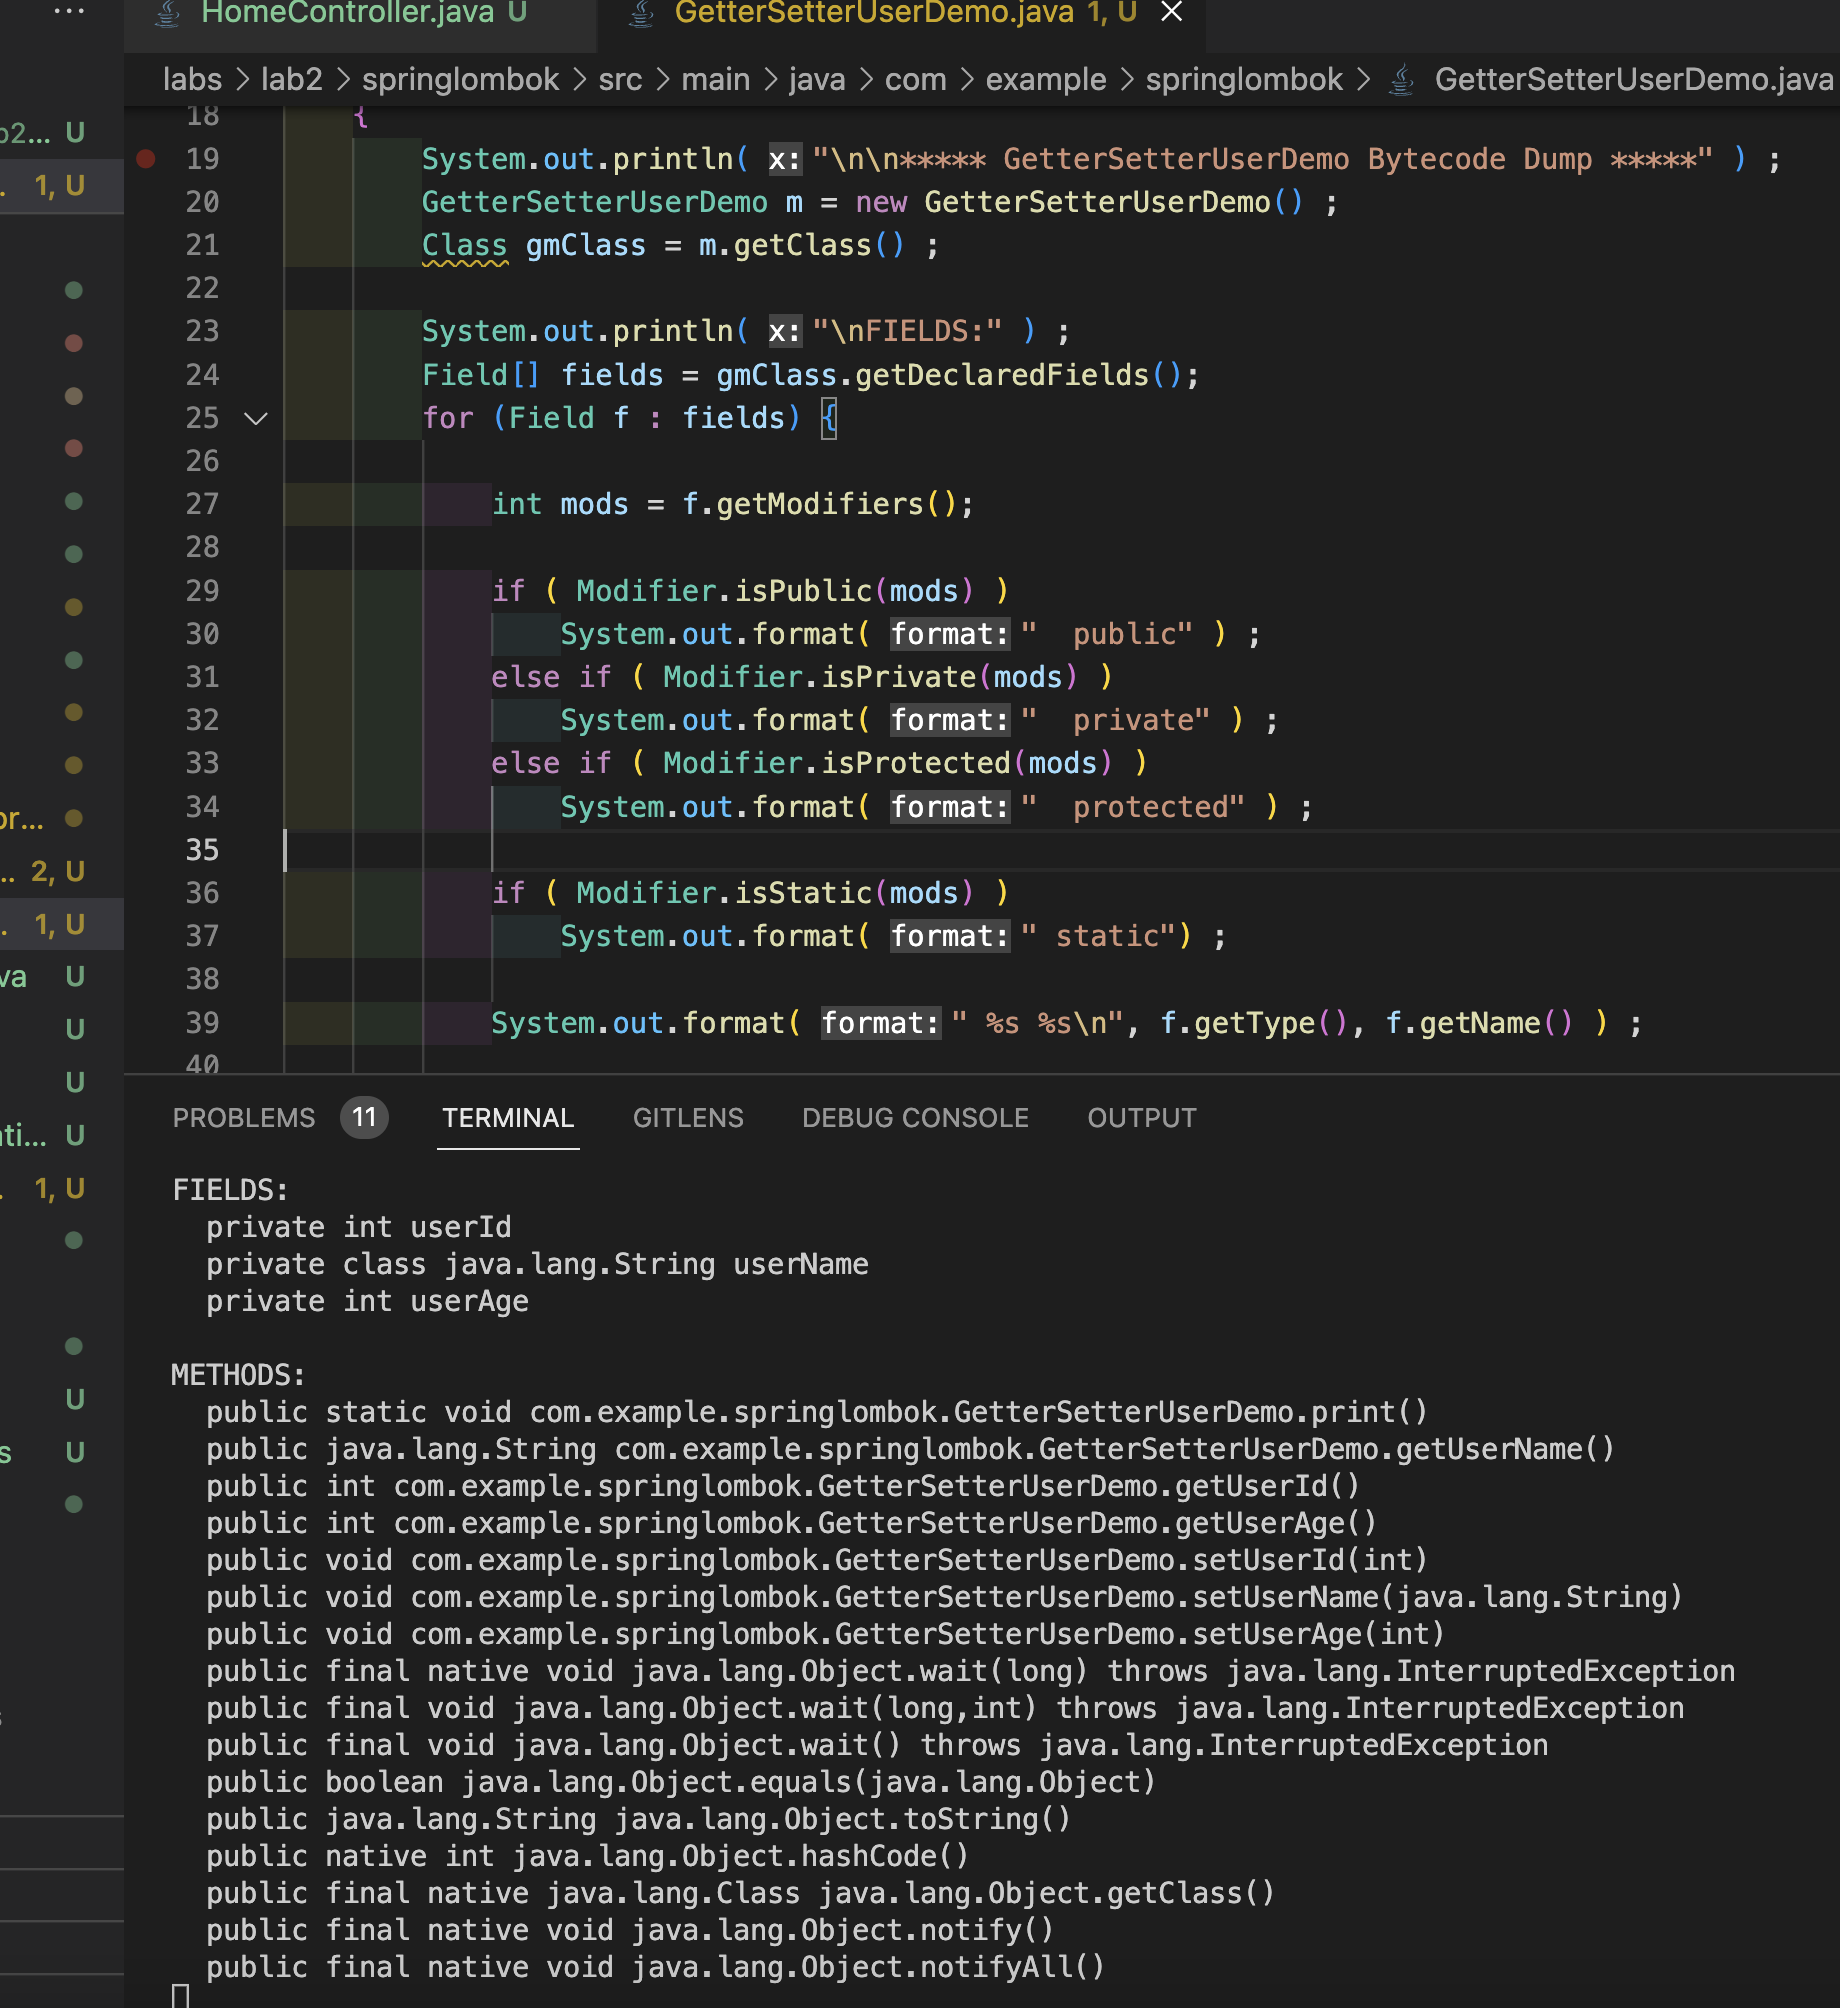 HomeController.java U GetterSetterUserDemo.java 1, U
labs > lab2 > springlombok > src > main > java > com > example > springlombok > GetterSetterUserDemo.java
18 {
19 System.out.println( x: "\n\n***** GetterSetterUserDemo Bytecode Dump *****" ) ;
20 GetterSetterUserDemo m = new GetterSetterUserDemo() ;
21 Class gmClass = m.getClass() ;
22
23 System.out.println( x: "\nFIELDS:" ) ;
24 Field[] fields = gmClass.getDeclaredFields();
25 for (Field f : fields) {
26
27 int mods = f.getModifiers();
28
29 if ( Modifier.isPublic(mods) )
30 System.out.format( format: "  public" ) ;
31 else if ( Modifier.isPrivate(mods) )
32 System.out.format( format: "  private" ) ;
33 else if ( Modifier.isProtected(mods) )
34 System.out.format( format: "  protected" ) ;
35
36 if ( Modifier.isStatic(mods) )
37 System.out.format( format: " static") ;
38
39 System.out.format( format: " %s %s\n", f.getType(), f.getName() ) ;
40
b2... U
1, U
or...
.. 2, U
. 1, U
va U
U
U
ati... U
. 1, U
U
s U
PROBLEMS 11 TERMINAL GITLENS DEBUG CONSOLE OUTPUT
FIELDS:
private int userId
private class java.lang.String userName
private int userAge
METHODS:
public static void com.example.springlombok.GetterSetterUserDemo.print()
public java.lang.String com.example.springlombok.GetterSetterUserDemo.getUserName()
public int com.example.springlombok.GetterSetterUserDemo.getUserId()
public int com.example.springlombok.GetterSetterUserDemo.getUserAge()
public void com.example.springlombok.GetterSetterUserDemo.setUserId(int)
public void com.example.springlombok.GetterSetterUserDemo.setUserName(java.lang.String)
public void com.example.springlombok.GetterSetterUserDemo.setUserAge(int)
public final native void java.lang.Object.wait(long) throws java.lang.InterruptedException
public final void java.lang.Object.wait(long,int) throws java.lang.InterruptedException
public final void java.lang.Object.wait() throws java.lang.InterruptedException
public boolean java.lang.Object.equals(java.lang.Object)
public java.lang.String java.lang.Object.toString()
public native int java.lang.Object.hashCode()
public final native java.lang.Class java.lang.Object.getClass()
public final native void java.lang.Object.notify()
public final native void java.lang.Object.notifyAll()